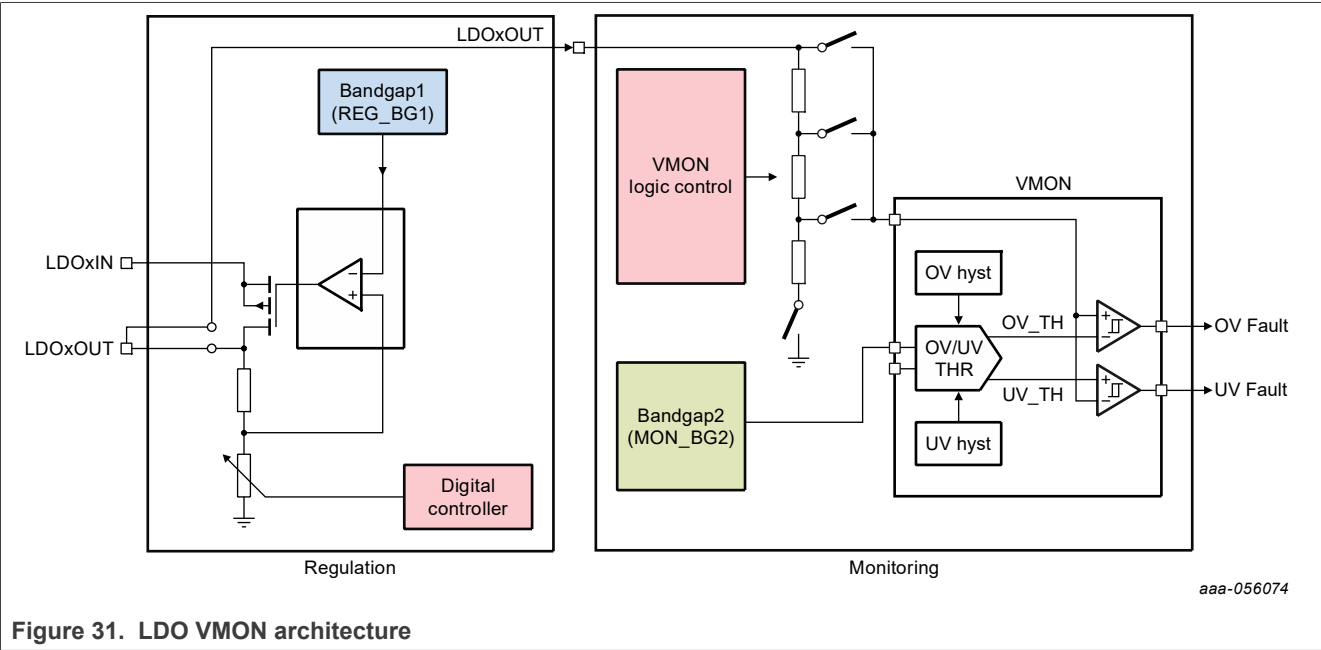 LDOxOUT
Bandgap1
(REG_BG1)
VMON
logic control
VMON
LDOxIN
−
+
OV hyst
OV_TH
+
−
OV Fault
LDOxOUT
OV/UV
THR
UV_TH
+
−
UV Fault
Bandgap2
(MON_BG2)
UV hyst
Digital
controller
Regulation
Monitoring
aaa-056074
Figure 31. LDO VMON architecture